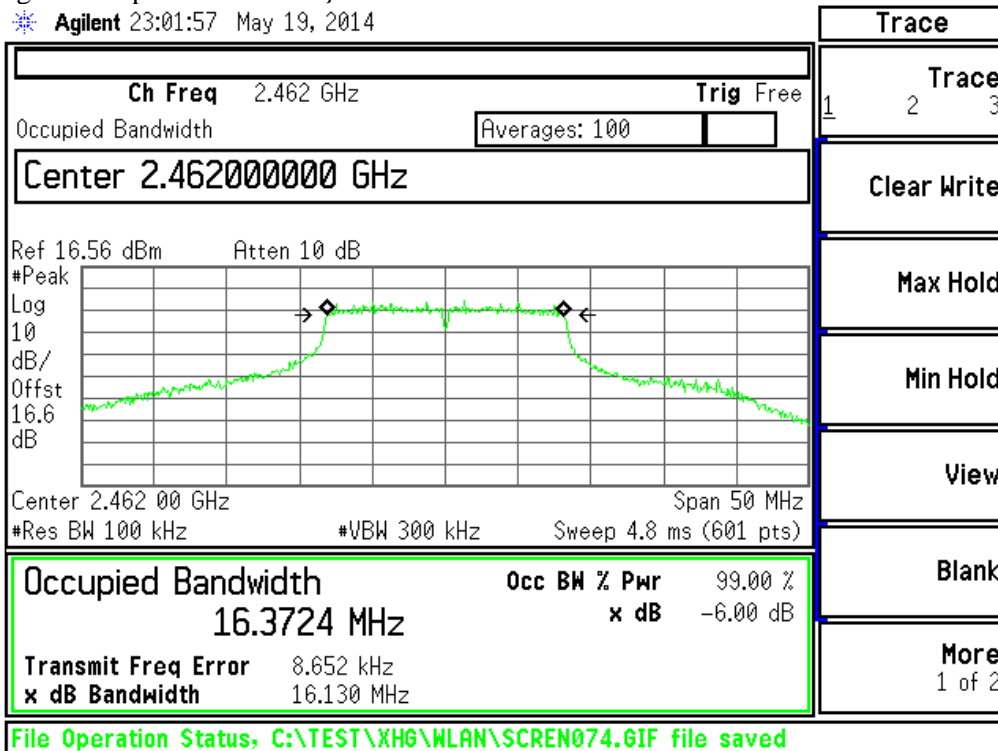 Agilent 23:01:57 May 19, 2014
Trace
Ch Freq 2.462 GHz Trig Free
Occupied Bandwidth Averages: 100
Center 2.462000000 GHz
Ref 16.56 dBm Atten 10 dB
#Peak
Log
10
dB/
Offst
16.6
dB
Center 2.462 00 GHz Span 50 MHz
#Res BW 100 kHz #VBW 300 kHz Sweep 4.8 ms (601 pts)
Occupied Bandwidth Occ BW % Pwr 99.00 %
16.3724 MHz x dB -6.00 dB
Transmit Freq Error 8.652 kHz
x dB Bandwidth 16.130 MHz
Trace
1 2 3
Clear Write
Max Hold
Min Hold
View
Blank
More
1 of 2
File Operation Status, C:\TEST\XHG\WLAN\SCREN074.GIF file saved